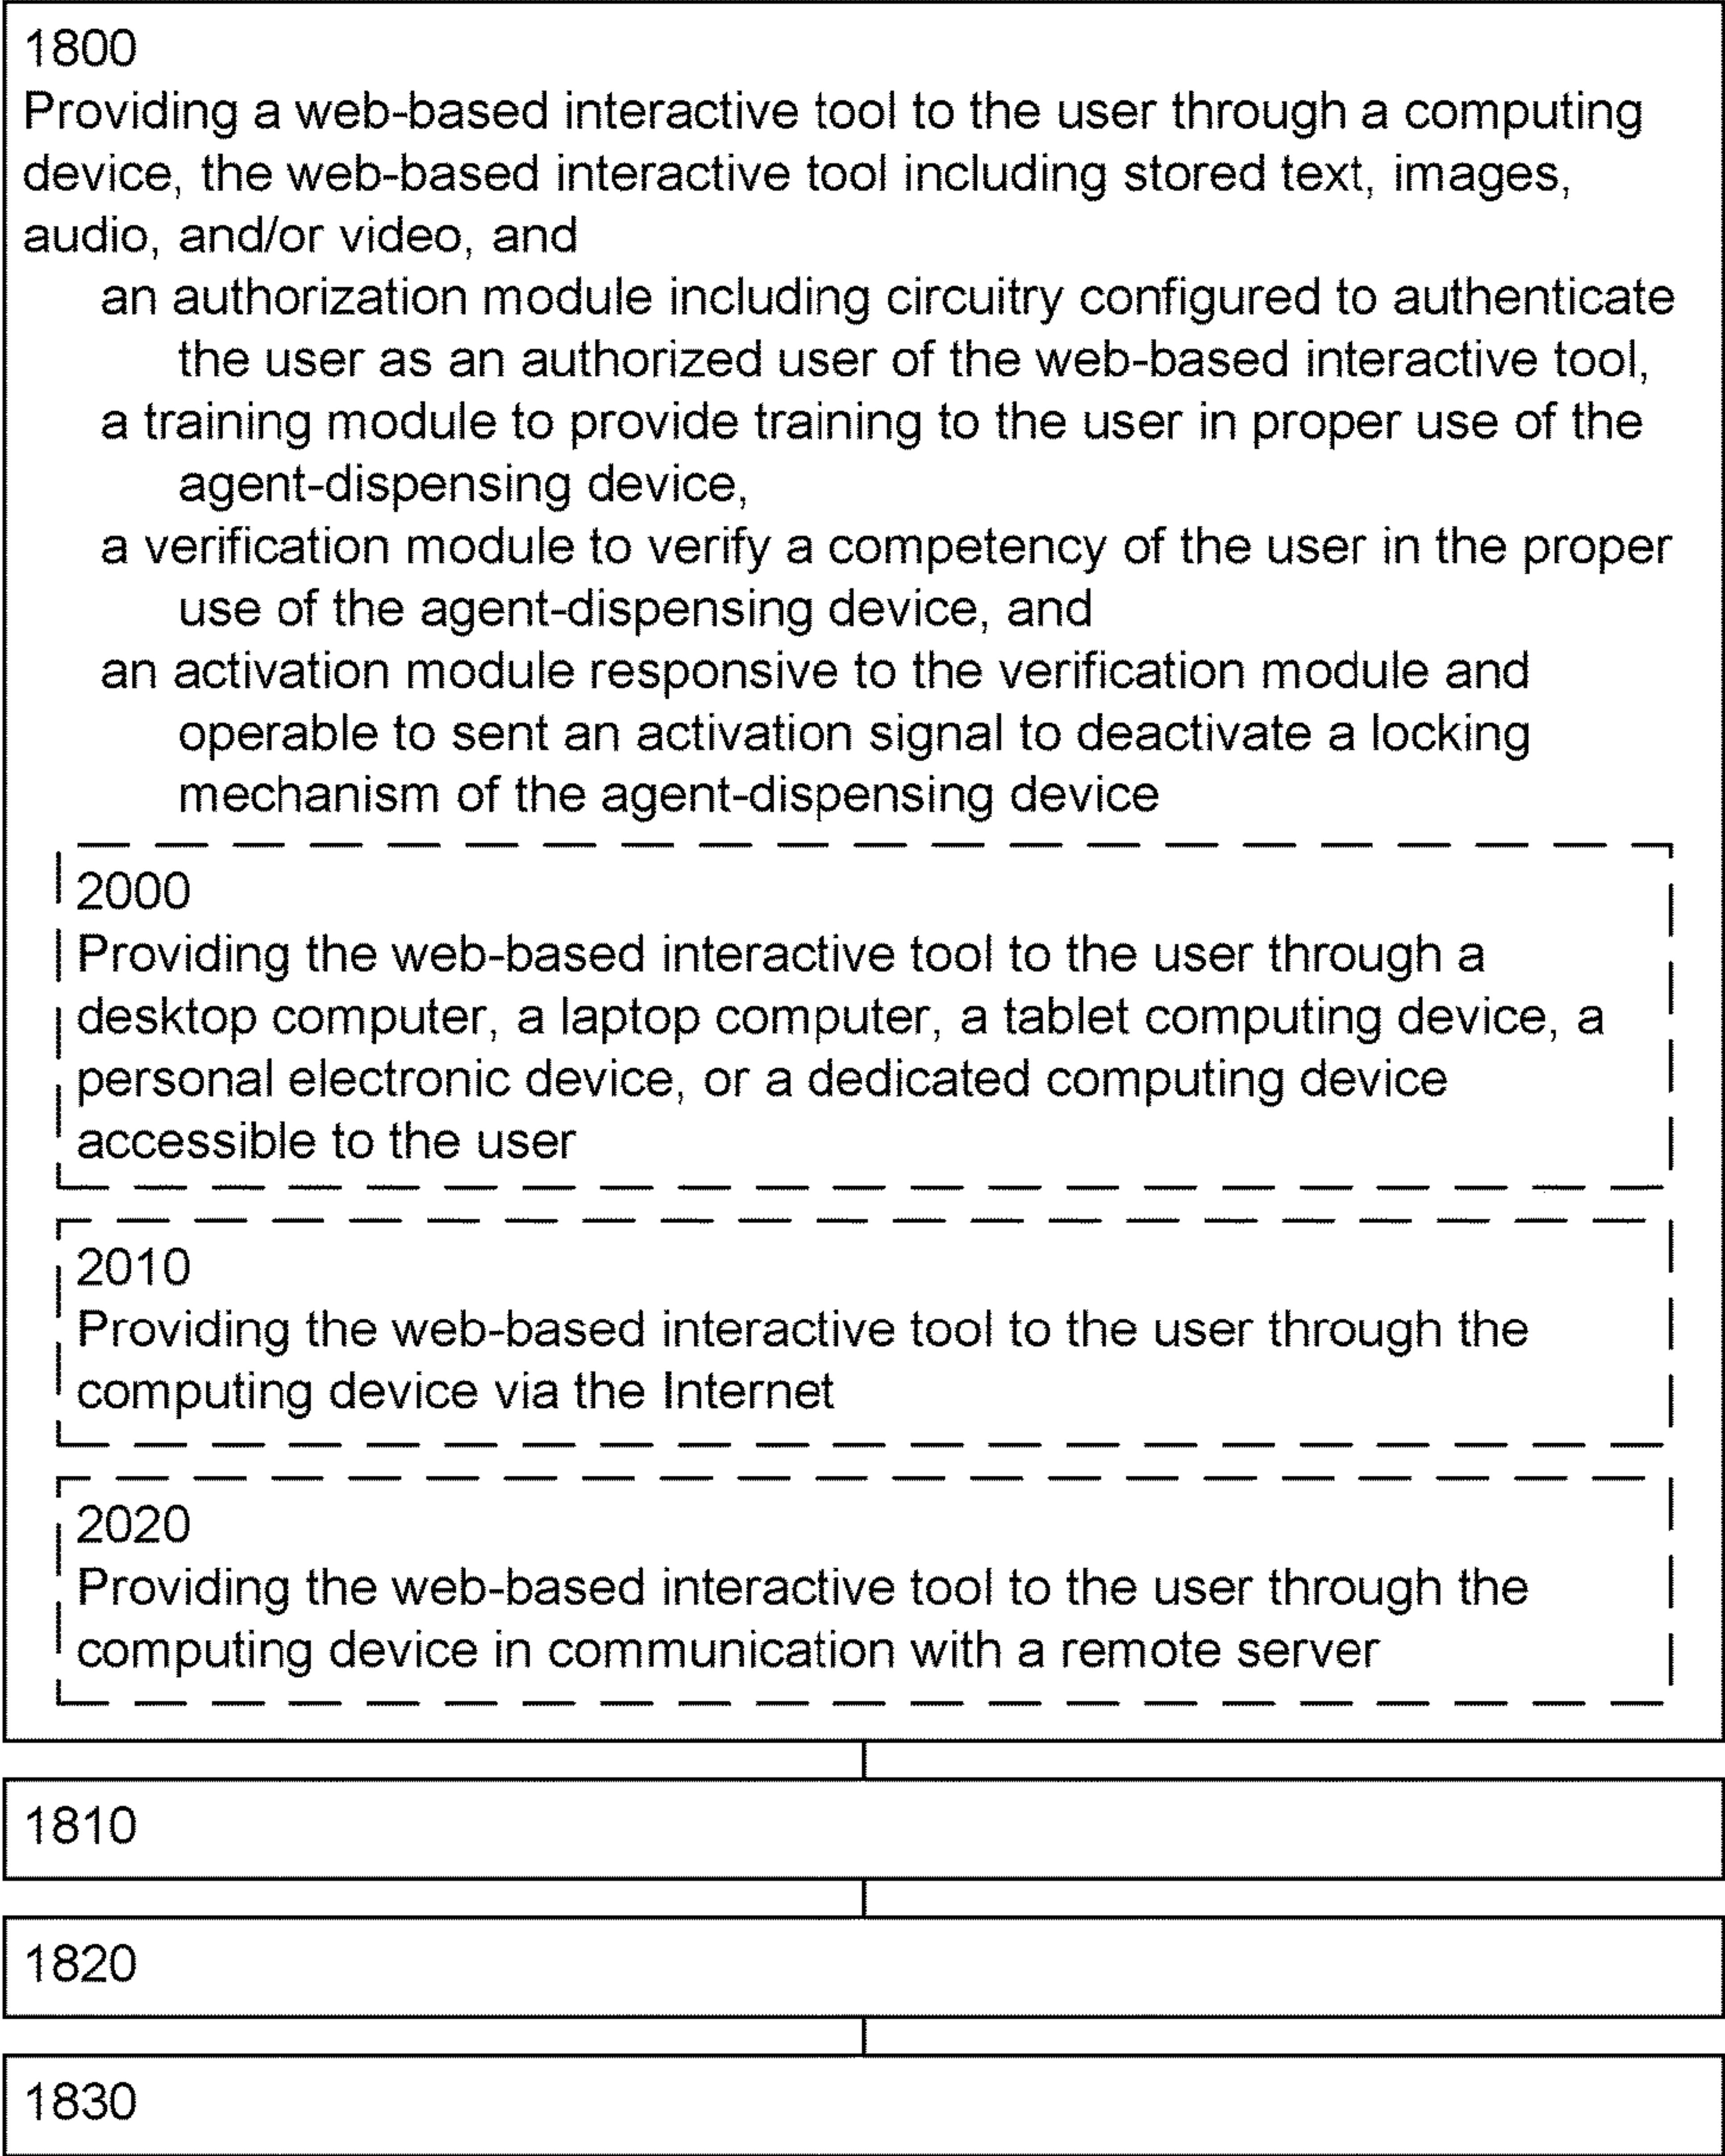 1800
Providing a web-based interactive tool to the user through a computing
device, the web-based interactive tool including stored text, images,
audio, and/or video, and
an authorization module including circuitry configured to authenticate
the user as an authorized user of the web-based interactive tool,
a training module to provide training to the user in proper use of the
agent-dispensing device,
a verification module to verify a competency of the user in the proper
use of the agent-dispensing device, and
an activation module responsive to the verification module and
operable to sent an activation signal to deactivate a locking
mechanism of the agent-dispensing device
2000
Providing the web-based interactive tool to the user through a
desktop computer, a laptop computer, a tablet computing device, a
personal electronic device, or a dedicated computing device
accessible to the user
2010
Providing the web-based interactive tool to the user through the
computing device via the Internet
2020
Providing the web-based interactive tool to the user through the
computing device in communication with a remote server
1810
1820
1830